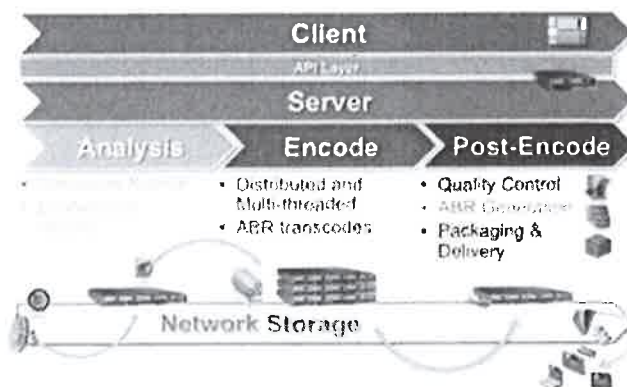 Client
API Layer
Server
Analysis
Encode
Post-Encode
• Distributed and
Multi-threaded
• ABR transcodes
• Quality Control
• ABR Generation
• Packaging &
Delivery
Network Storage